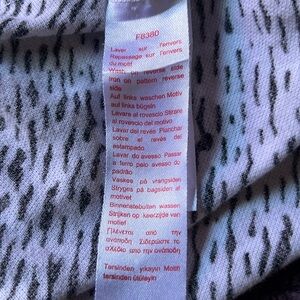 F8380
Laver sur l'envers
Repassage sur l'envers
du motif
Wash on reverse side
Iron on pattern reverse
side
Auf links waschen Motiv
auf links bügeln
Lavare al rovescio Stirare
al rovescio del motivo
Lavar del revés Planchar
sobre el revés del
estampado
Lavar do avesso Passar
a ferro pelo avesso do
padrão
Vaskes på vrangsiden
Stryges på bagsiden af
motivet
Binnenstebuiten wassen
Strijken op keerzijde van
motief
Πλένεται από την
ανάποδη Σιδερώστε το
σχέδιο από την ανάποδη
Tersinden yıkayın Motifi
tersinden ütüleyin